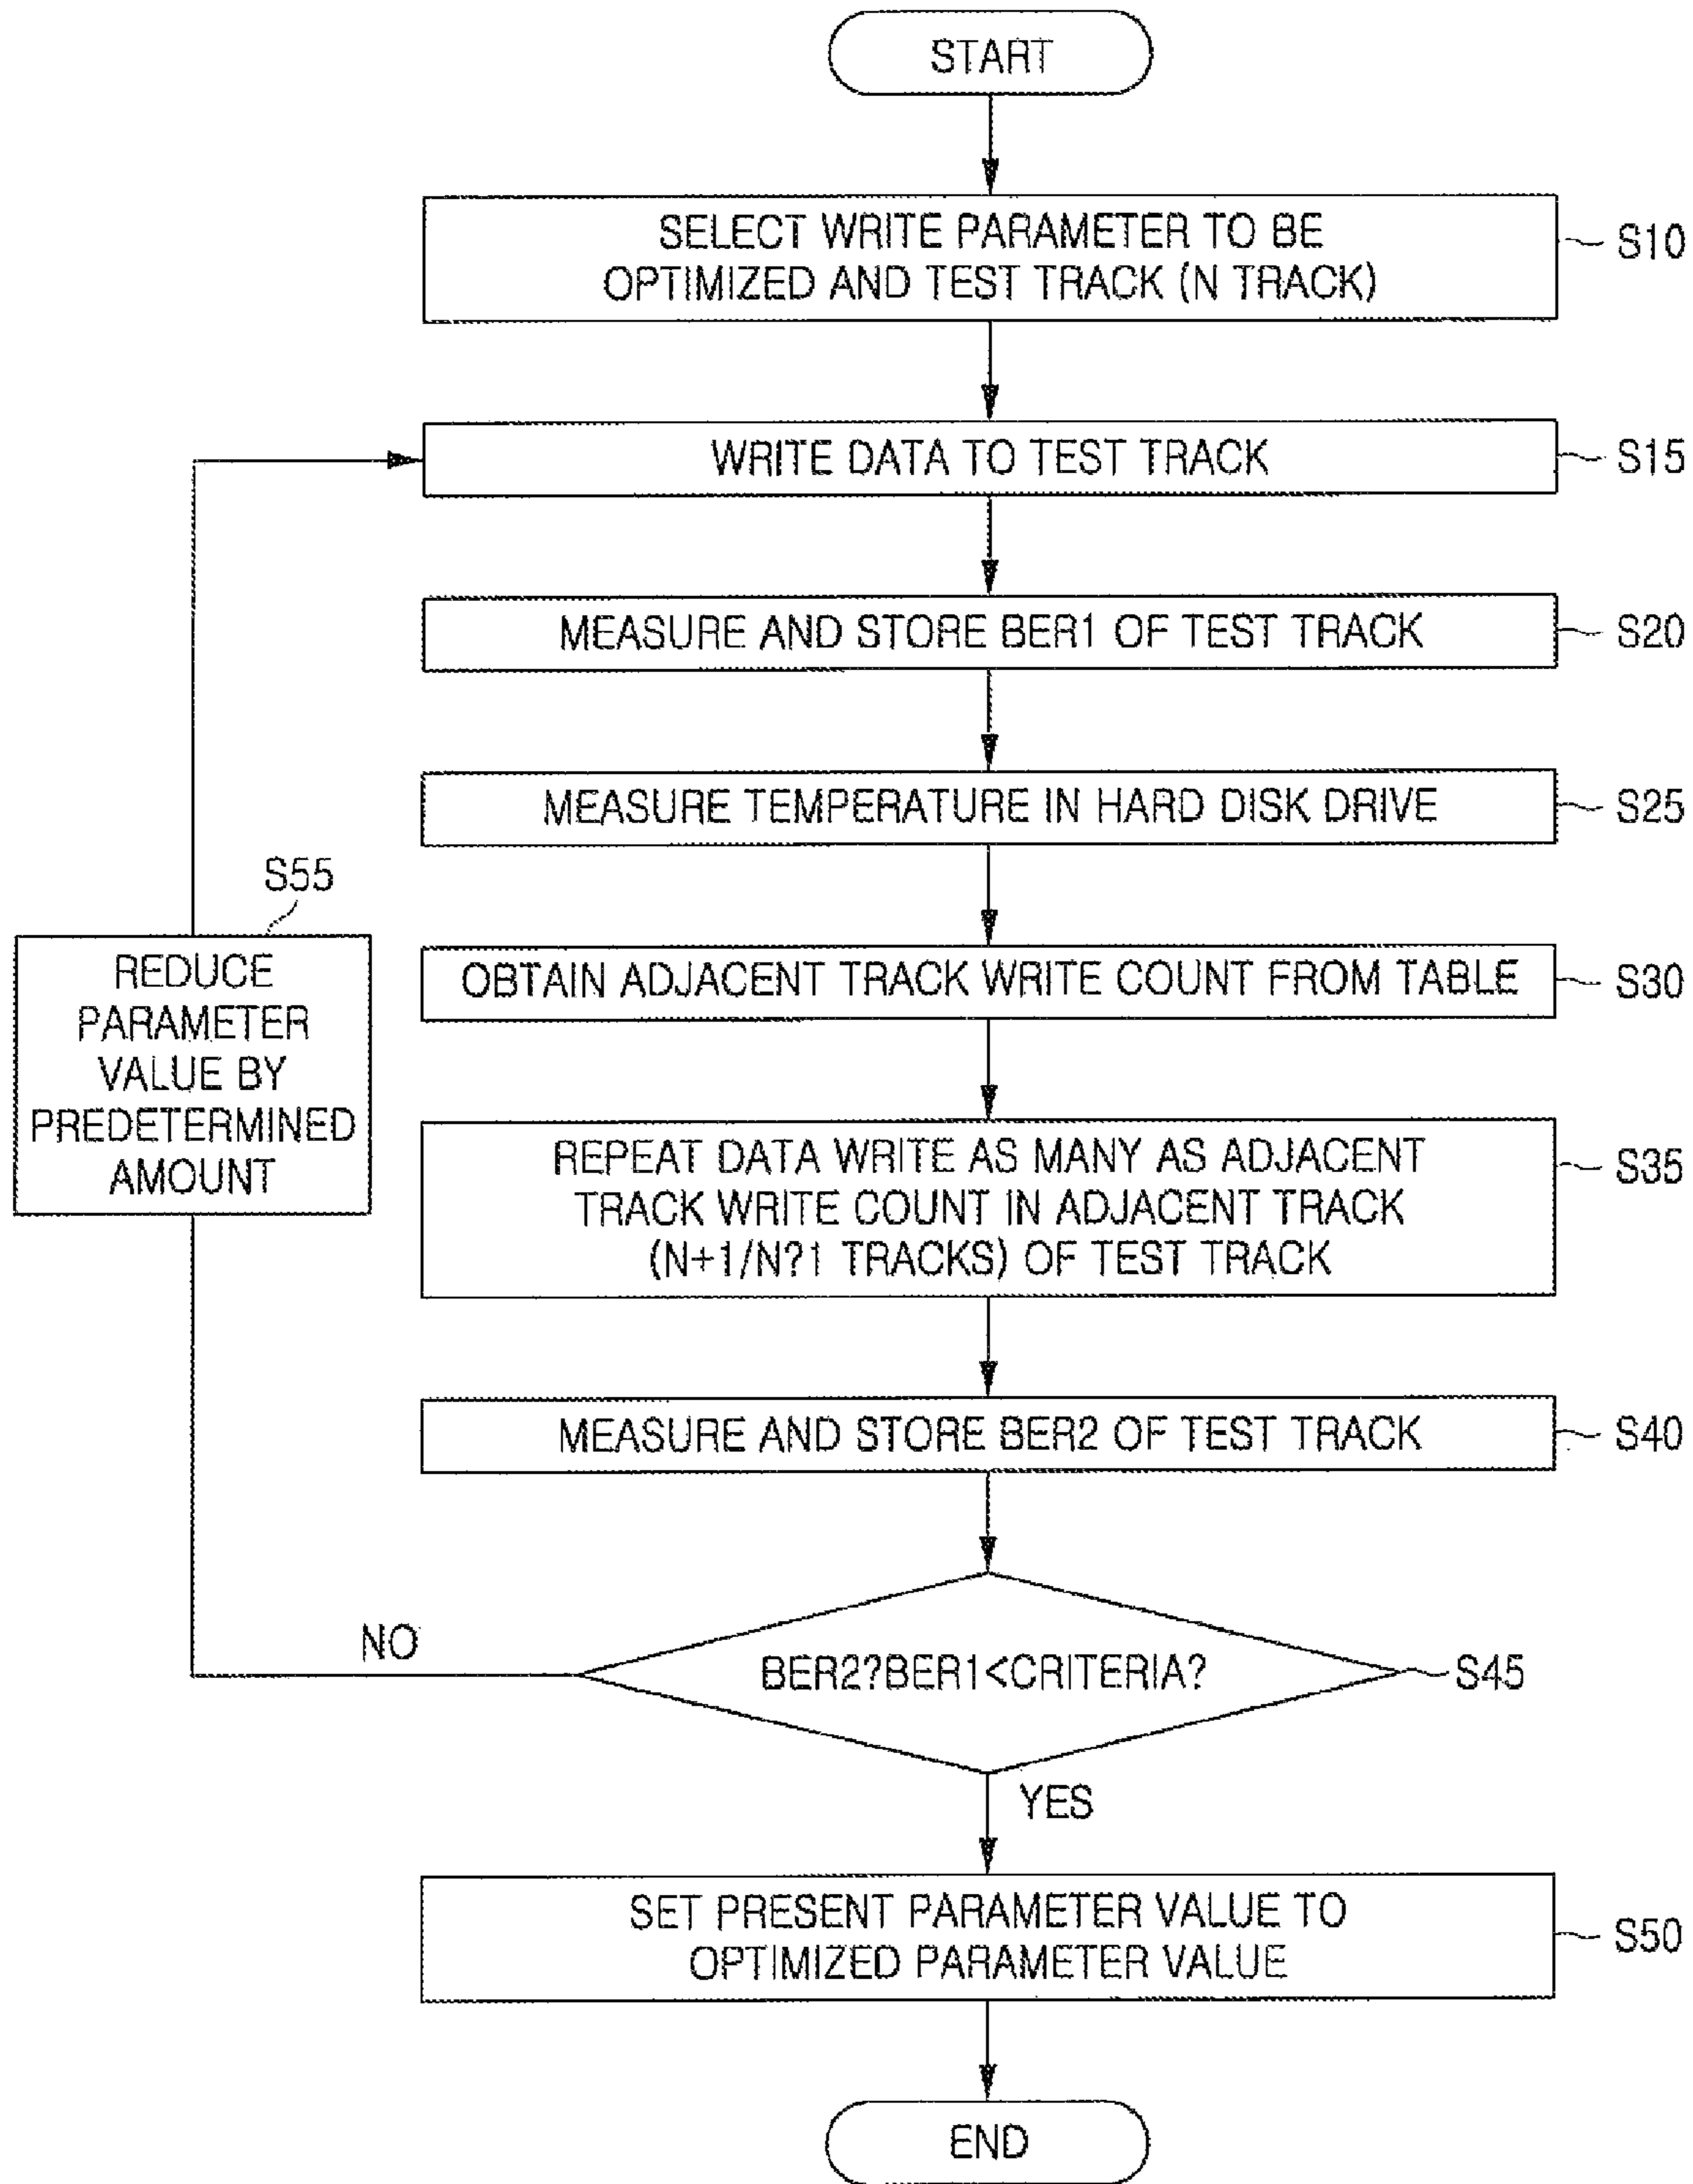 START
SELECT WRITE PARAMETER TO BE
OPTIMIZED AND TEST TRACK (N TRACK)
S10
WRITE DATA TO TEST TRACK
S15
MEASURE AND STORE BER1 OF TEST TRACK
S20
MEASURE TEMPERATURE IN HARD DISK DRIVE
S25
OBTAIN ADJACENT TRACK WRITE COUNT FROM TABLE
S30
S55
REDUCE
PARAMETER
VALUE BY
PREDETERMINED
AMOUNT
REPEAT DATA WRITE AS MANY AS ADJACENT
TRACK WRITE COUNT IN ADJACENT TRACK
(N+1/N?1 TRACKS) OF TEST TRACK
S35
MEASURE AND STORE BER2 OF TEST TRACK
S40
NO
BER2?BER1<CRITERIA?
S45
YES
SET PRESENT PARAMETER VALUE TO
OPTIMIZED PARAMETER VALUE
S50
END